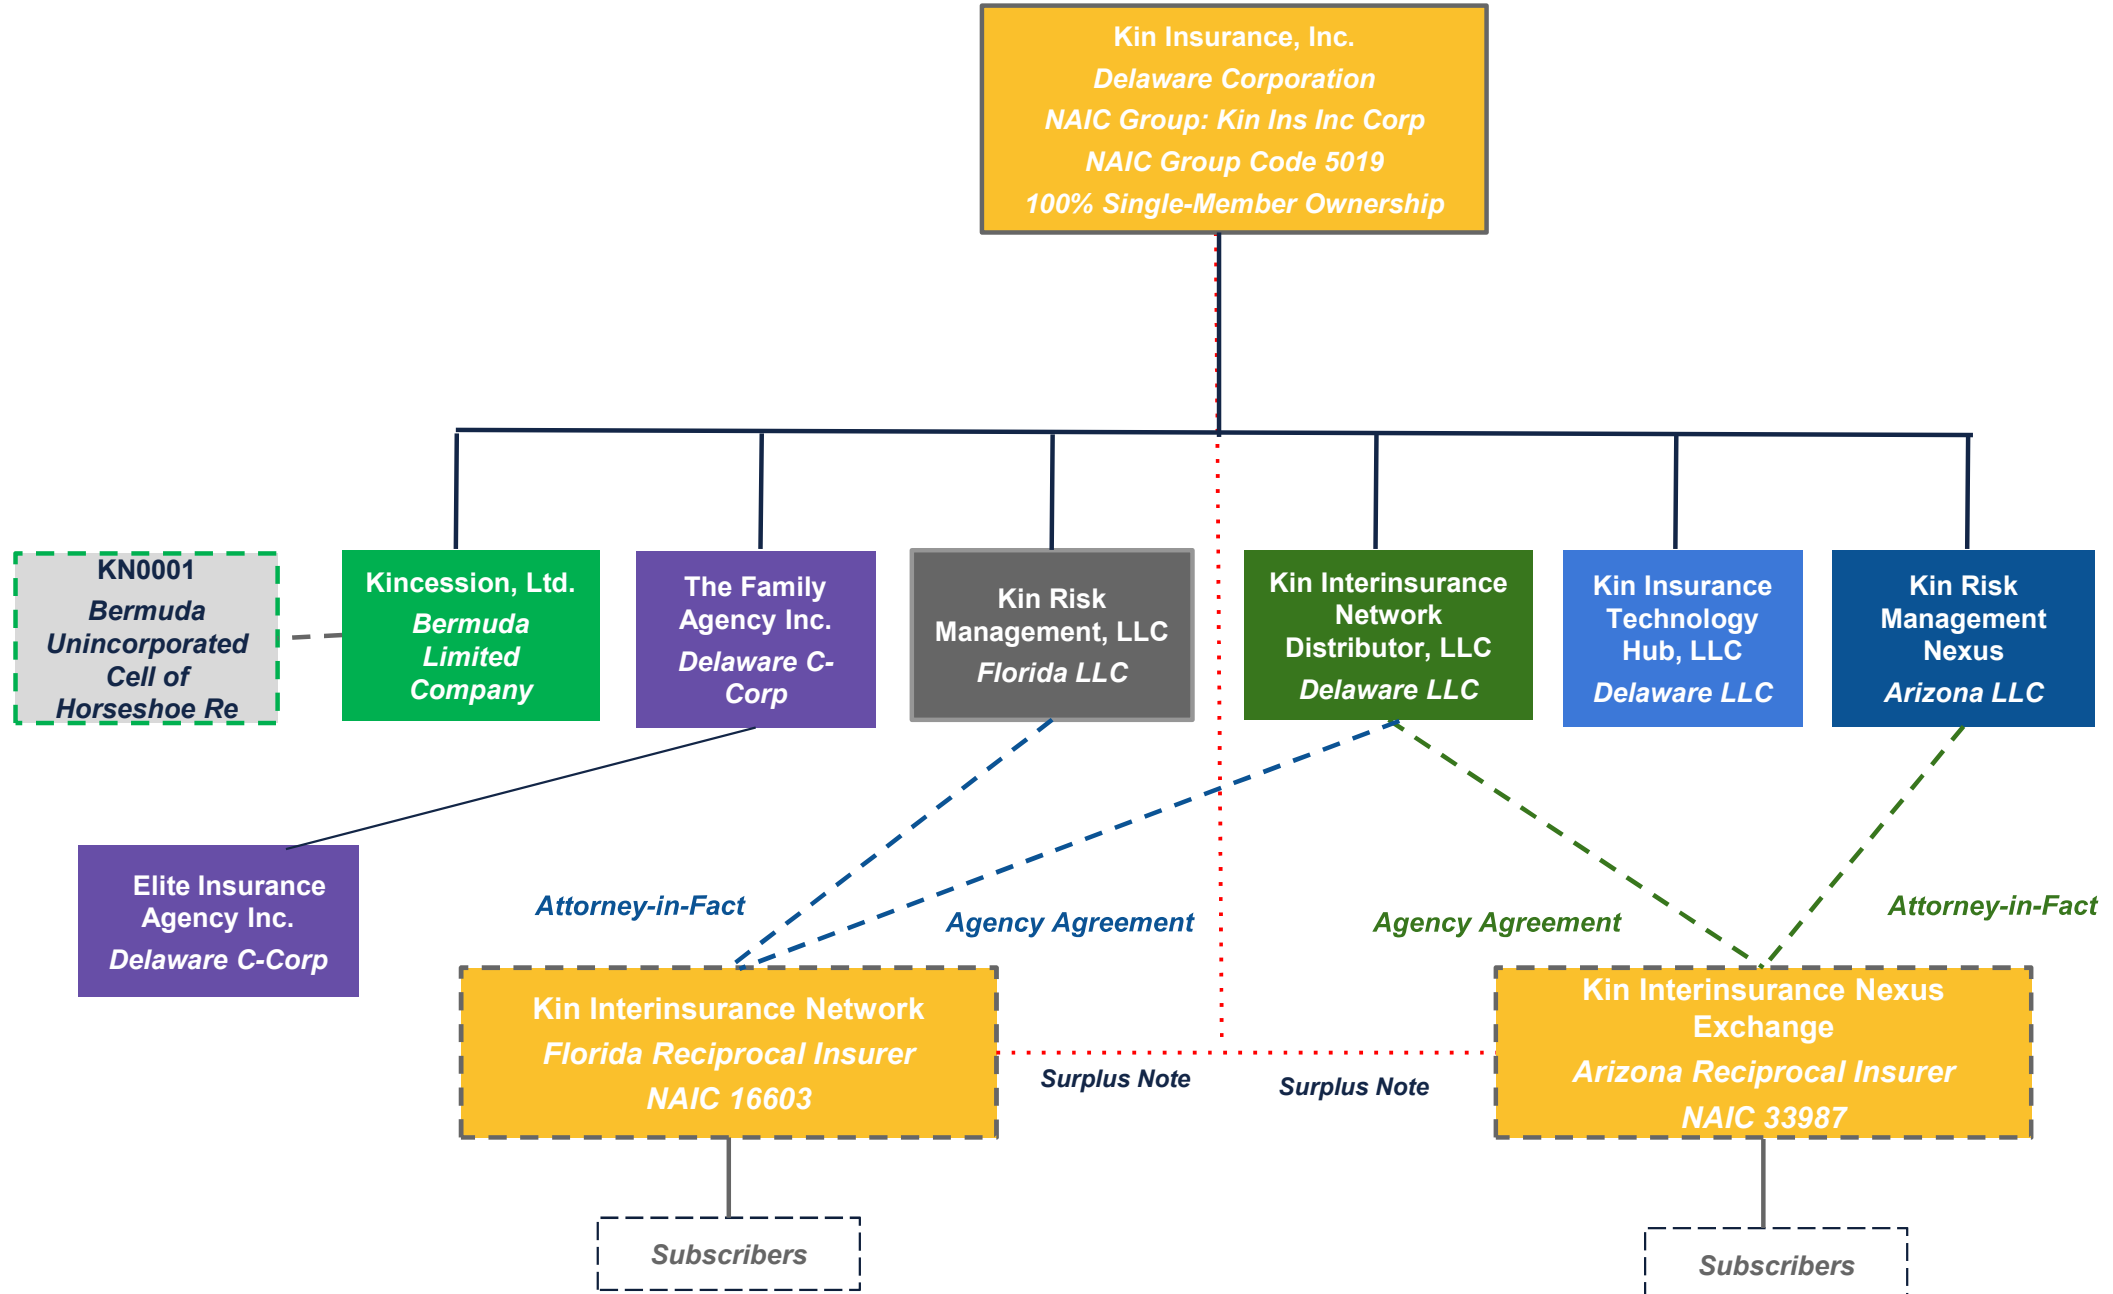 Kin Insurance, Inc.
Delaware Corporation
NAIC Group: Kin Ins Inc Corp
NAIC Group Code 5019
100% Single-Member Ownership
KN0001
Bermuda
Unincorporated
Cell of
Horseshoe Re
Kincession, Ltd.
Bermuda
Limited
Company
The Family
Agency Inc.
Delaware C-
Corp
Kin Risk
Management, LLC
Florida LLC
Kin Interinsurance
Network
Distributor, LLC
Delaware LLC
Kin Insurance
Technology
Hub, LLC
Delaware LLC
Kin Risk
Management
Nexus
Arizona LLC
Elite Insurance
Agency Inc.
Delaware C-Corp
Attorney-in-Fact
Agency Agreement
Agency Agreement
Attorney-in-Fact
Kin Interinsurance Network
Florida Reciprocal Insurer
NAIC 16603
Surplus Note
Surplus Note
Kin Interinsurance Nexus
Exchange
Arizona Reciprocal Insurer
NAIC 33987
Subscribers
Subscribers